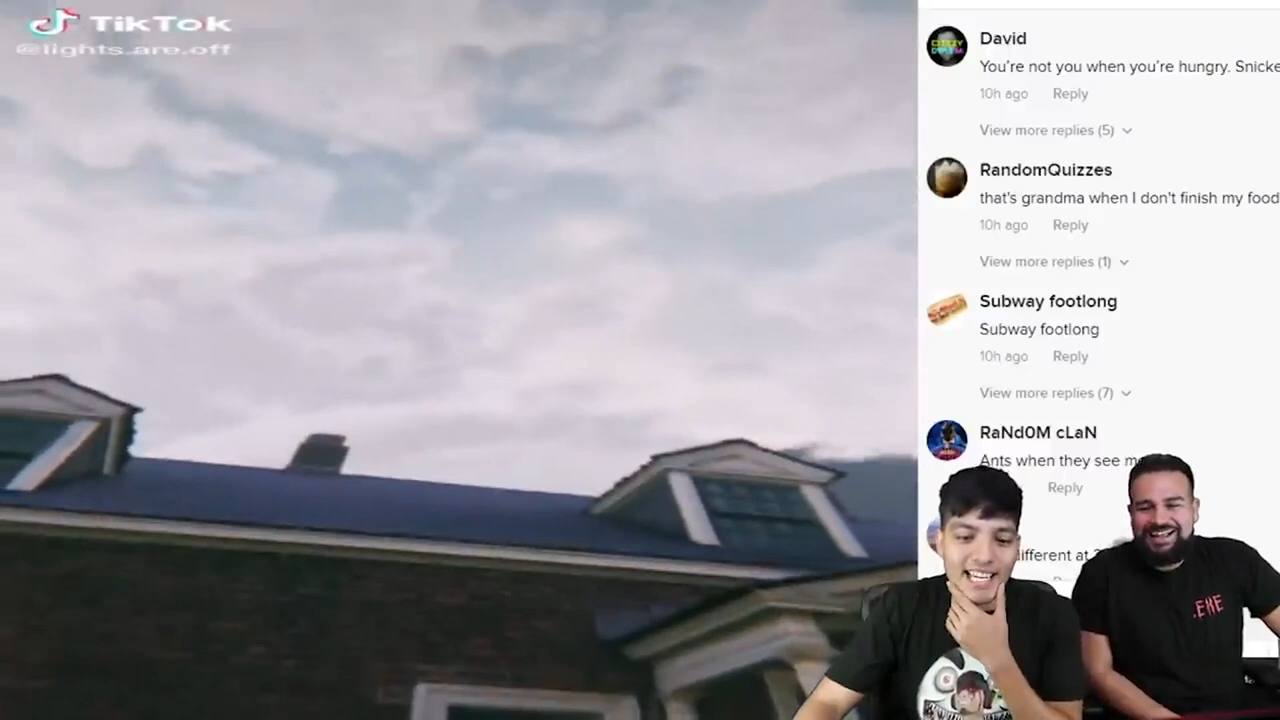 TikTok
@lights.are.off
David
You're not you when you're hungry. Snicke
10h ago Reply
View more replies (5)
RandomQuizzes
that's grandma when I don't finish my food
10h ago Reply
View more replies (1)
Subway footlong
Subway footlong
10h ago Reply
View more replies (7)
RaNd0M cLaN
Ants when they see m
Reply
ifferent at
.EXE